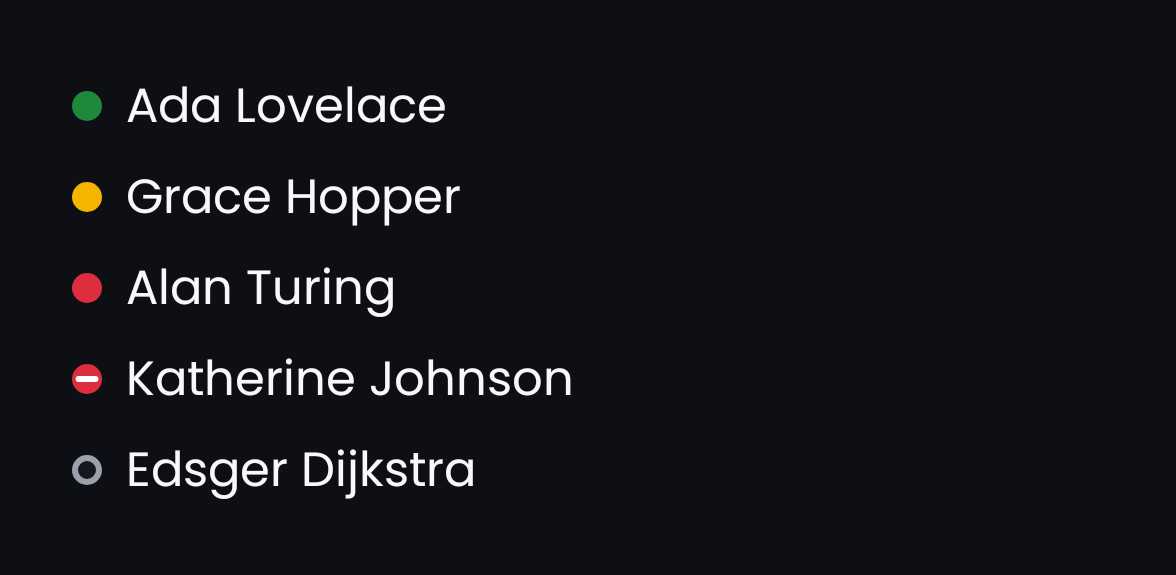 Ada Lovelace
Grace Hopper
Alan Turing
Katherine Johnson
Edsger Dijkstra